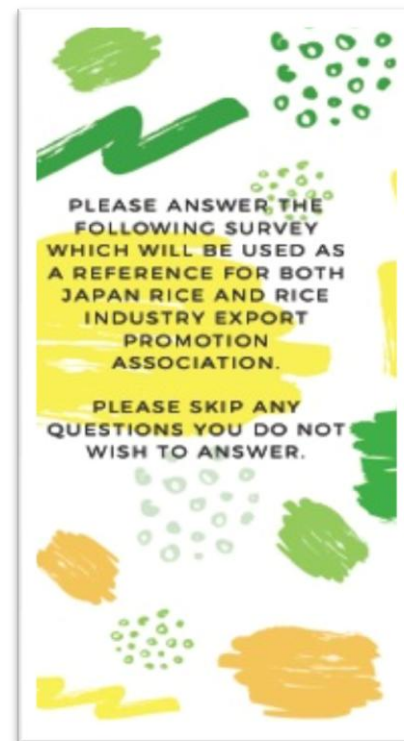 PLEASE ANSWER THE
FOLLOWING SURVEY
WHICH WILL BE USED AS
A REFERENCE FOR BOTH
JAPAN RICE AND RICE
INDUSTRY EXPORT
PROMOTION
ASSOCIATION.
PLEASE SKIP ANY
QUESTIONS YOU DO NOT
WISH TO ANSWER.